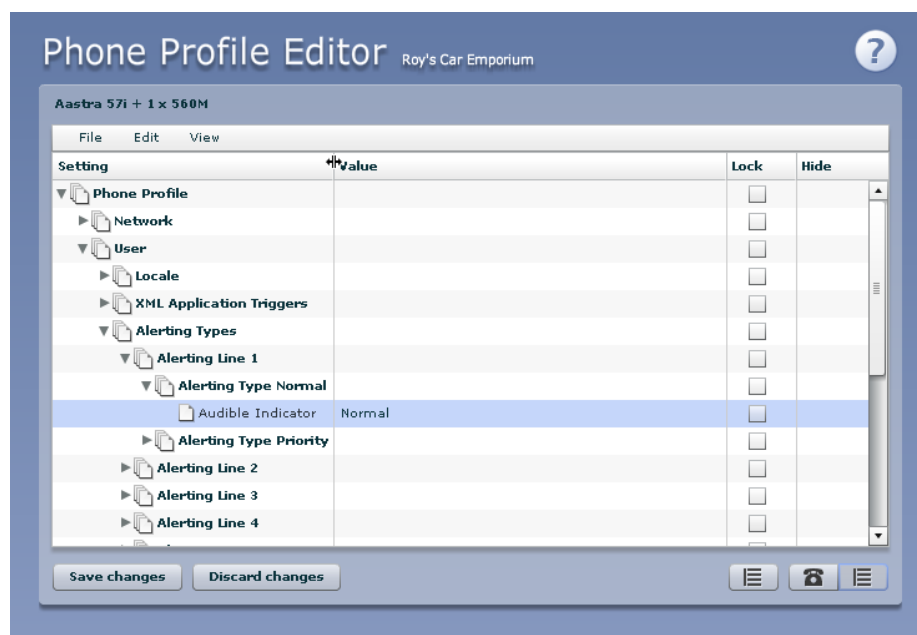 Phone Profile Editor Roy's Car Emporium
?
Aastra 57i + 1 x 560M
File Edit View
Setting Value Lock Hide
Phone Profile
Network
User
Locale
XML Application Triggers
Alerting Types
Alerting Line 1
Alerting Type Normal
Audible Indicator Normal
Alerting Type Priority
Alerting Line 2
Alerting Line 3
Alerting Line 4
Save changes Discard changes